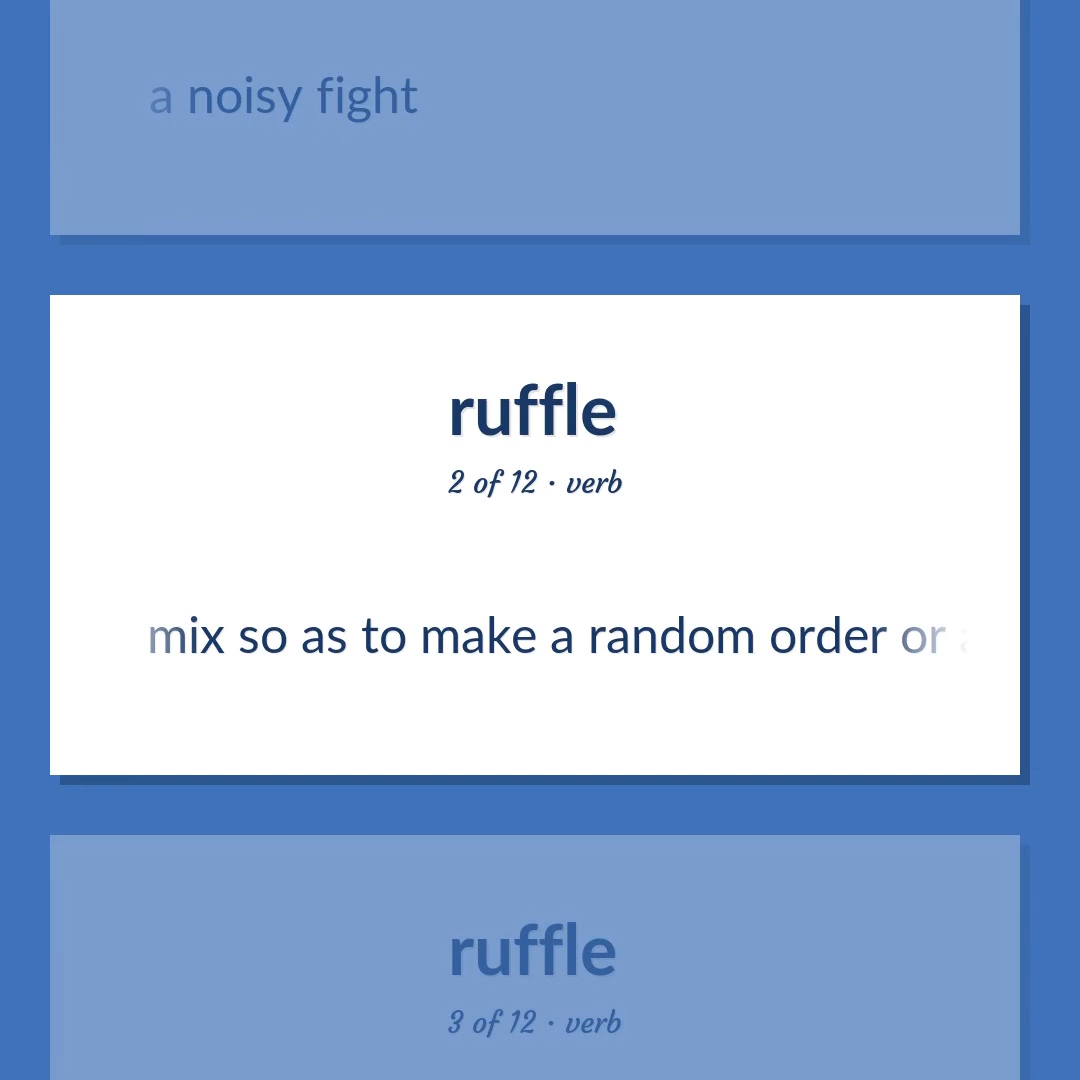 a noisy fight
ruffle
2 of 12 · verb
mix so as to make a random order or
ruffle
3 of 12 · verb